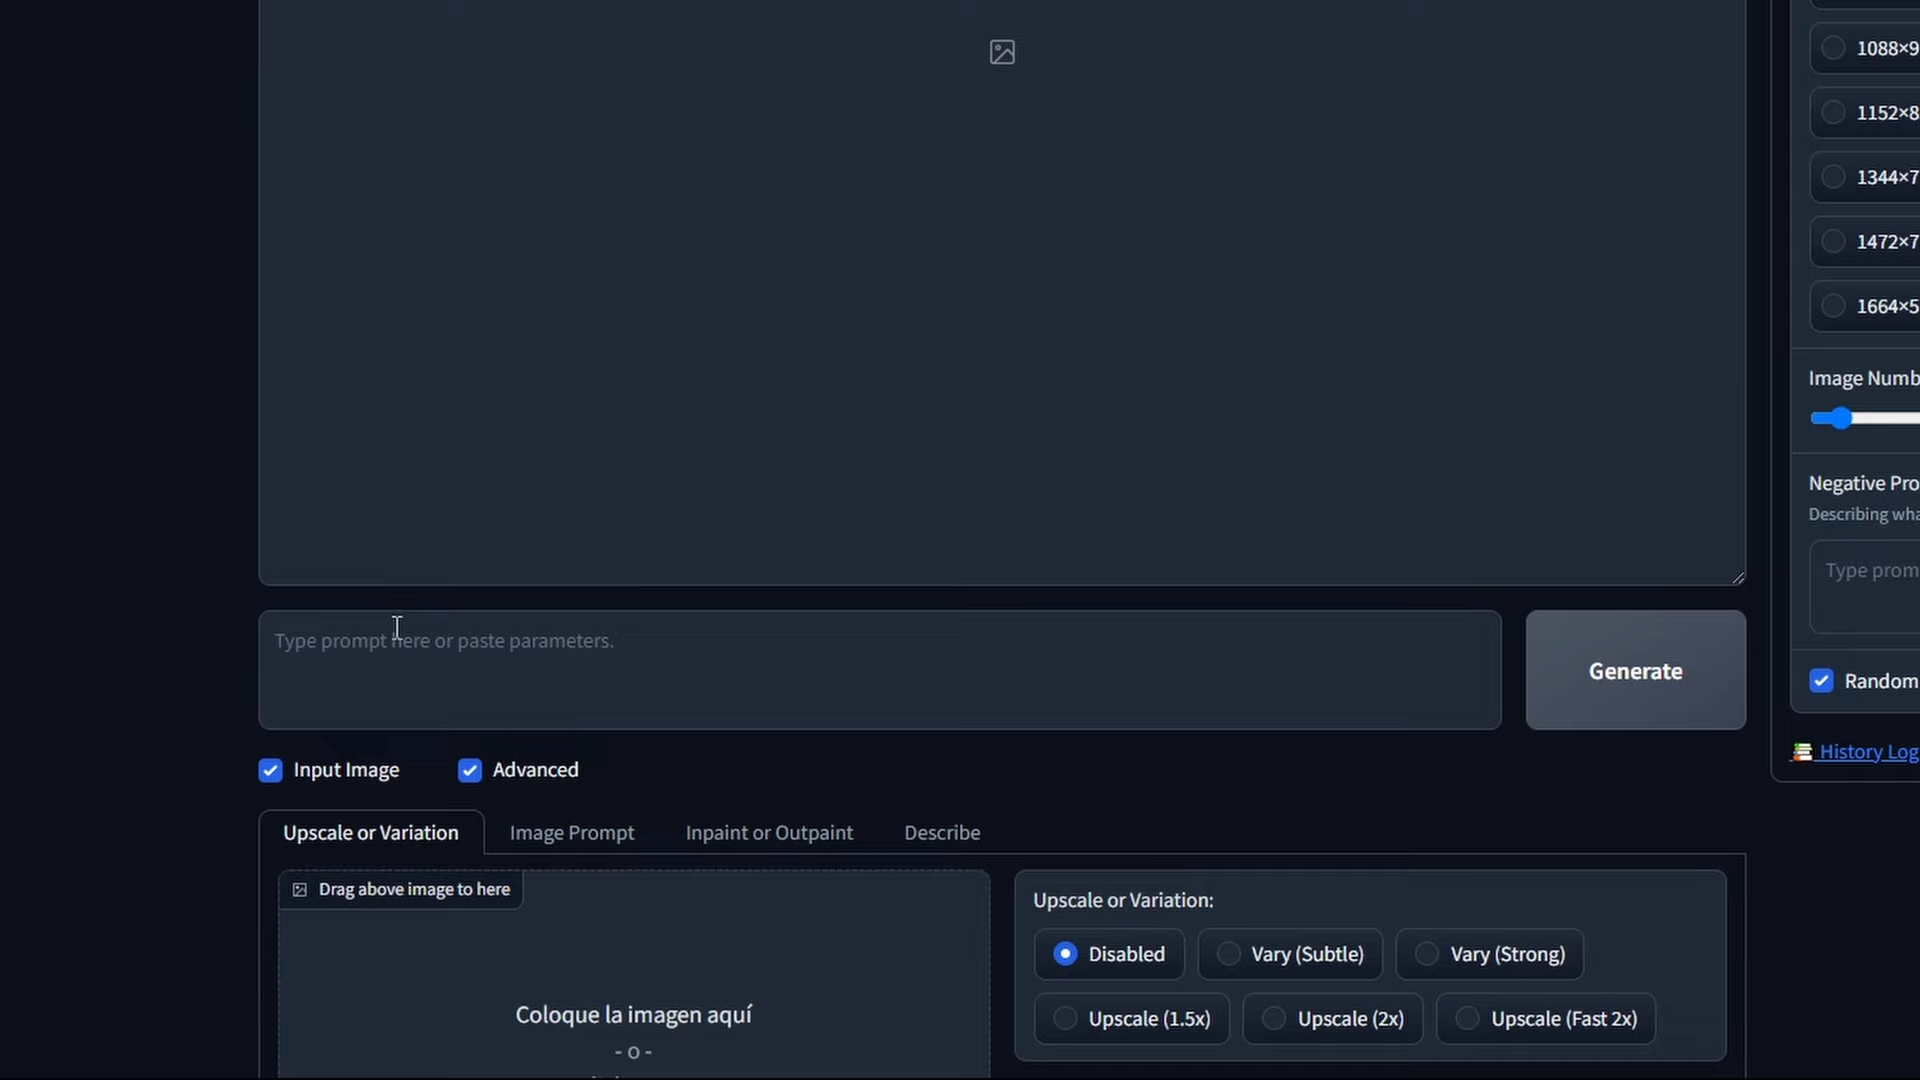 1088×9
1152×8
1344×7
1472×7
1664×5
Image Numb
Negative Pro
Describing wha
Type prom
Random
History Log
Type prompt here or paste parameters.
Generate
Input Image
Advanced
Upscale or Variation
Image Prompt
Inpaint or Outpaint
Describe
Drag above image to here
Coloque la imagen aquí
- o -
Upscale or Variation:
Disabled
Vary (Subtle)
Vary (Strong)
Upscale (1.5x)
Upscale (2x)
Upscale (Fast 2x)